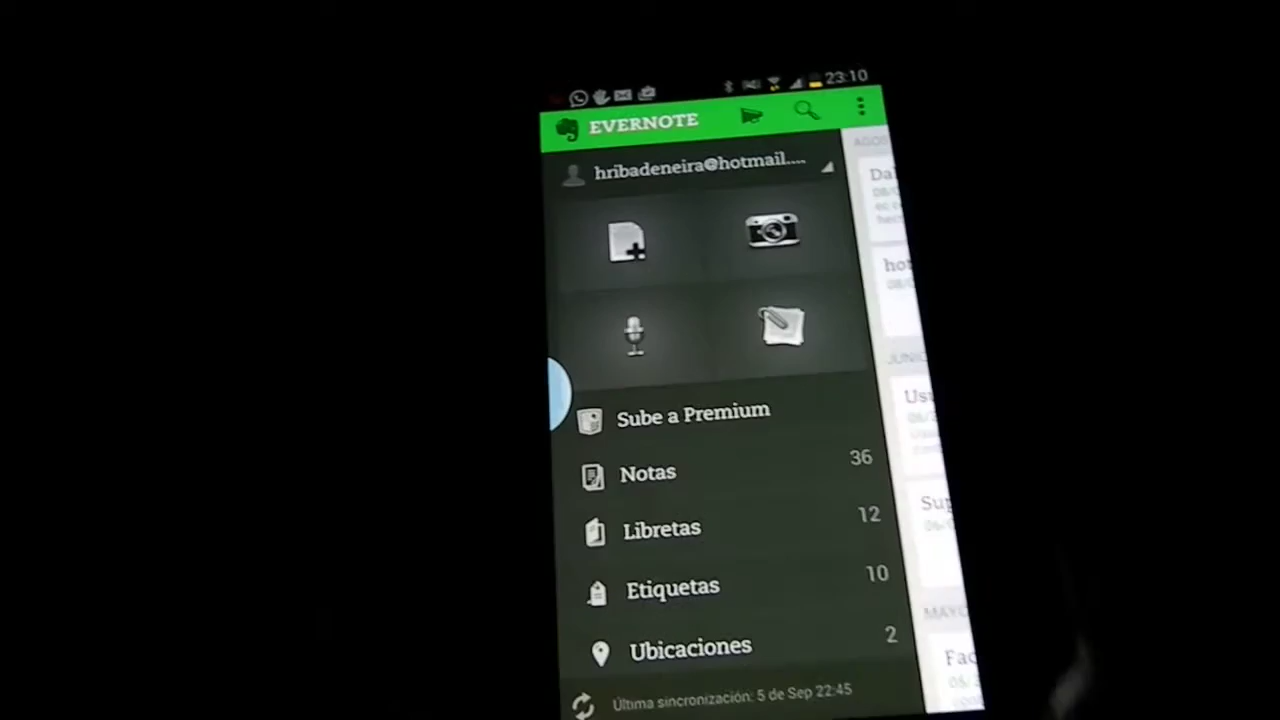 23:10
EVERNOTE
hribadeneira@hotmail....
Sube a Premium
Notas 36
Libretas 12
Etiquetas 10
Ubicaciones 2
Última sincronización: 5 de Sep 22:45